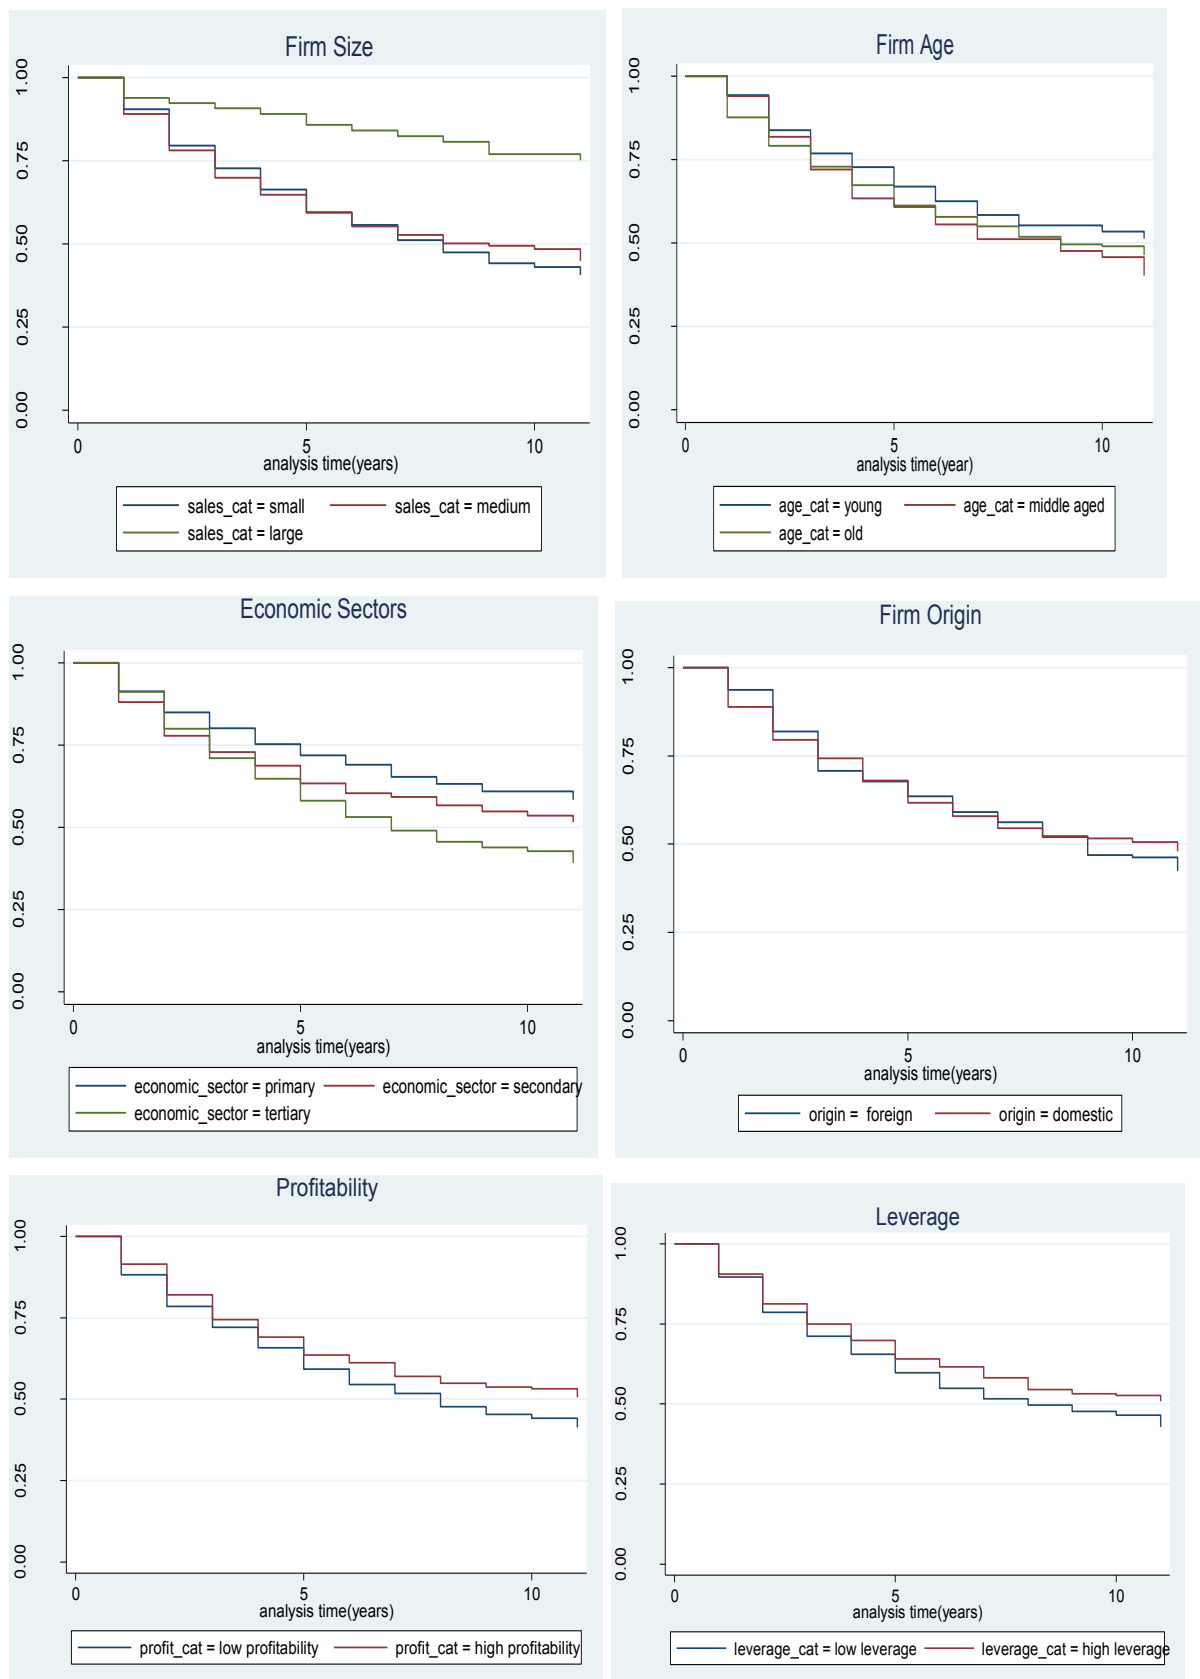 Firm Size
1.00
0.75
0.50
0.25
0.00
0 5 10
analysis time(years)
sales_cat = small sales_cat = medium
sales_cat = large
Firm Age
1.00
0.75
0.50
0.25
0.00
0 5 10
analysis time(year)
age_cat = young age_cat = middle aged
age_cat = old
Economic Sectors
1.00
0.75
0.50
0.25
0.00
0 5 10
analysis time(years)
economic_sector = primary economic_sector = secondary
economic_sector = tertiary
Firm Origin
1.00
0.75
0.50
0.25
0.00
0 5 10
analysis time(years)
origin = foreign origin = domestic
Profitability
1.00
0.75
0.50
0.25
0.00
0 5 10
analysis time(years)
profit_cat = low profitability profit_cat = high profitability
Leverage
1.00
0.75
0.50
0.25
0.00
0 5 10
analysis time(years)
leverage_cat = low leverage leverage_cat = high leverage